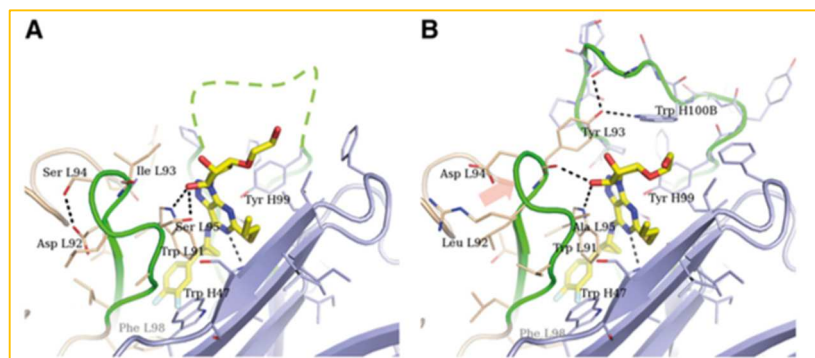 A
Ser L94
Ile L93
Tyr H99
Asp L92
Ser L95
Trp L91
Trp H47
Phe L98
B
Trp H100B
Tyr L93
Asp L94
Tyr H99
Ala L95
Leu L92
Trp L91
Trp H47
Phe L98